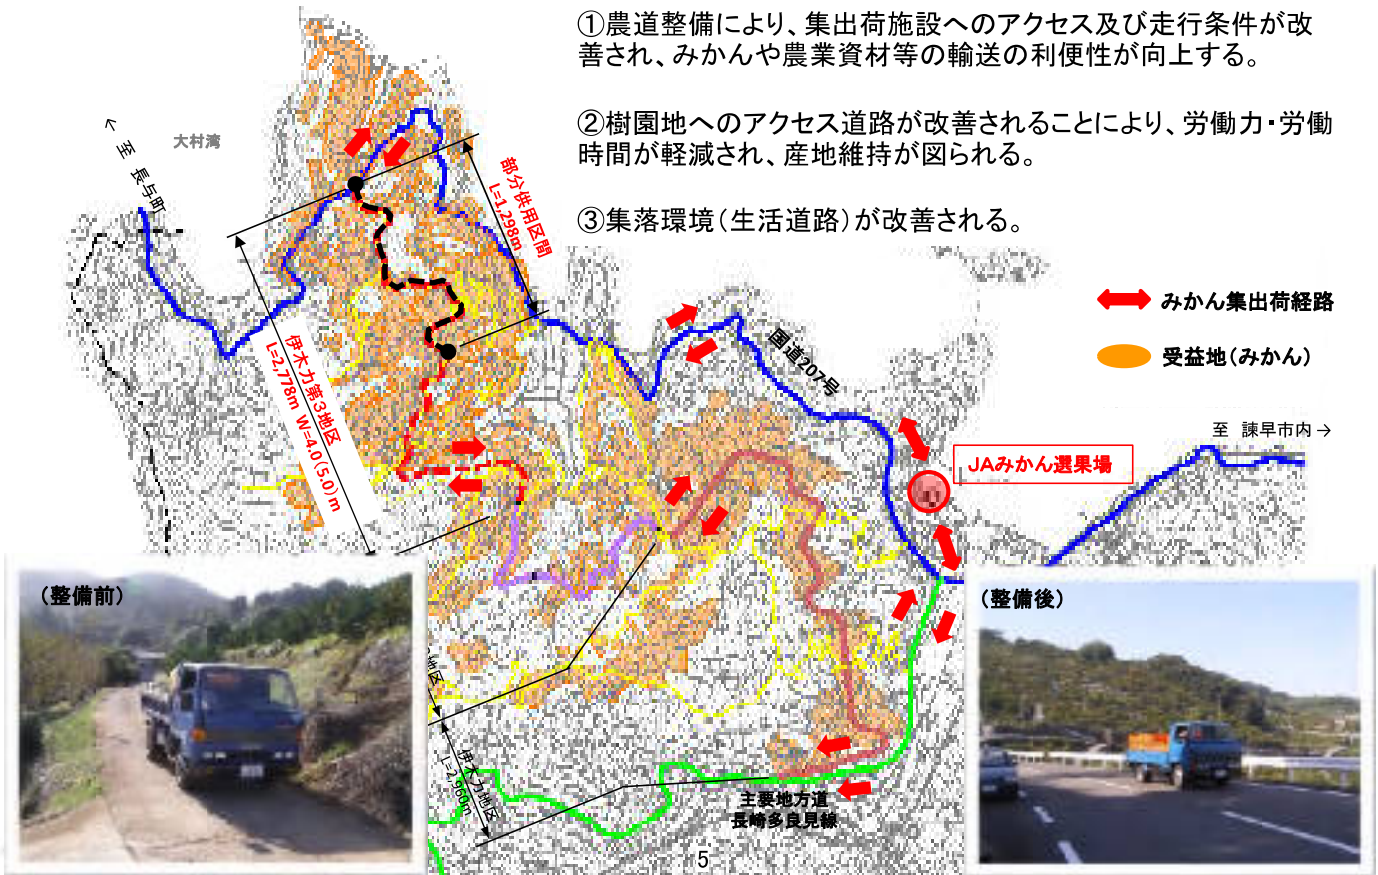 ①農道整備により、集出荷施設へのアクセス及び走行条件が改
善され、みかんや農業資材等の輸送の利便性が向上する。
②樹園地へのアクセス道路が改善されることにより、労働力・労働
時間が軽減され、産地維持が図られる。
③集落環境(生活道路)が改善される。
← 至 長与町
大村湾
部分供用区間
L=1,298m
みかん集出荷経路
受益地(みかん)
国道207号
伊木力第3地区
L=2,778m W=4.0(5.0)m
至 諫早市内→
JAみかん選果場
(整備前)
(整備後)
地区
伊木力地区
L=2,960m
主要地方道
長崎多良見線
5